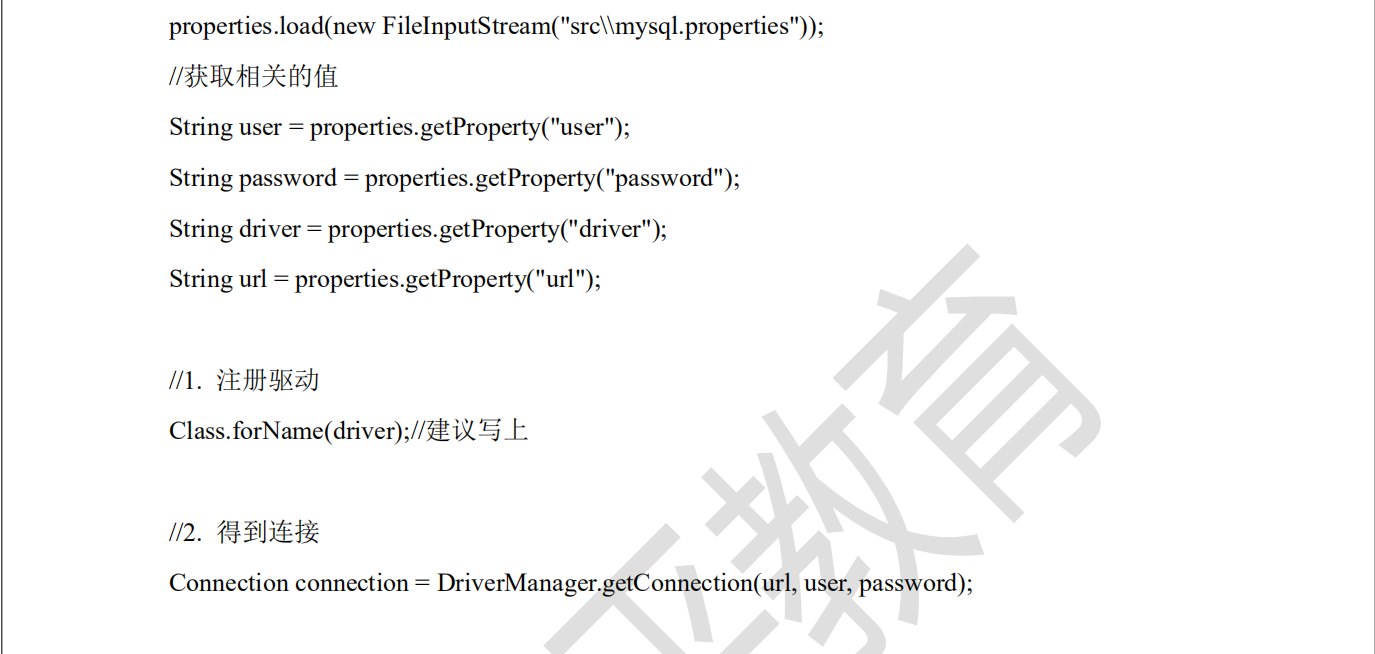 properties.load(new FileInputStream("src\\mysql.properties"));
//获取相关的值
String user = properties.getProperty("user");
String password = properties.getProperty("password");
String driver = properties.getProperty("driver");
String url = properties.getProperty("url");
//1. 注册驱动
Class.forName(driver);//建议写上
//2. 得到连接
Connection connection = DriverManager.getConnection(url, user, password);
教育